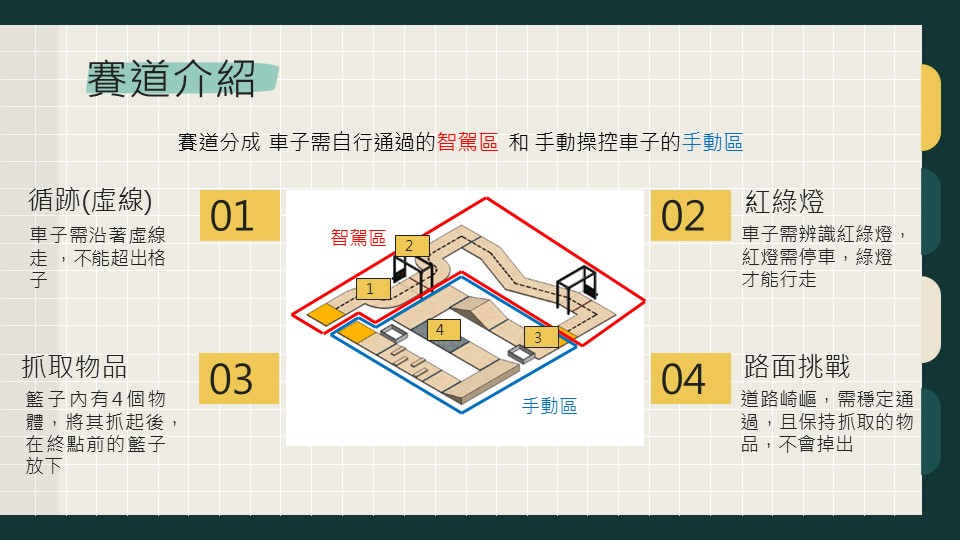 賽道介紹
賽道分成 車子需自行通過的智駕區 和 手動操控車子的手動區
循跡(虛線)
01
車子需沿著虛線
走 ,不能超出格
子
智駕區
2
1
4
3
手動區
02
紅綠燈
車子需辨識紅綠燈,
紅燈需停車,綠燈
才能行走
抓取物品
03
籃子內有4個物
體,將其抓起後,
在終點前的籃子
放下
04
路面挑戰
道路崎嶇,需穩定通
過,且保持抓取的物
品,不會掉出